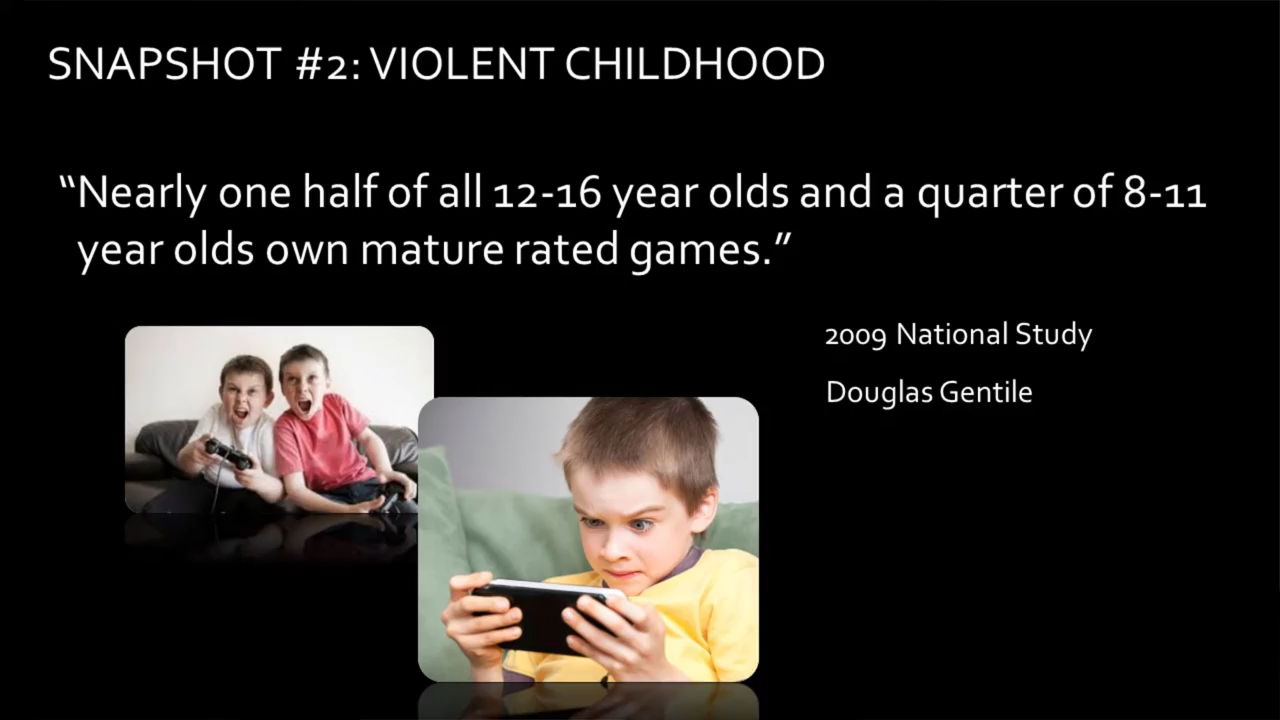 SNAPSHOT #2: VIOLENT CHILDHOOD
“Nearly one half of all 12-16 year olds and a quarter of 8-11
year olds own mature rated games.”
2009 National Study
Douglas Gentile